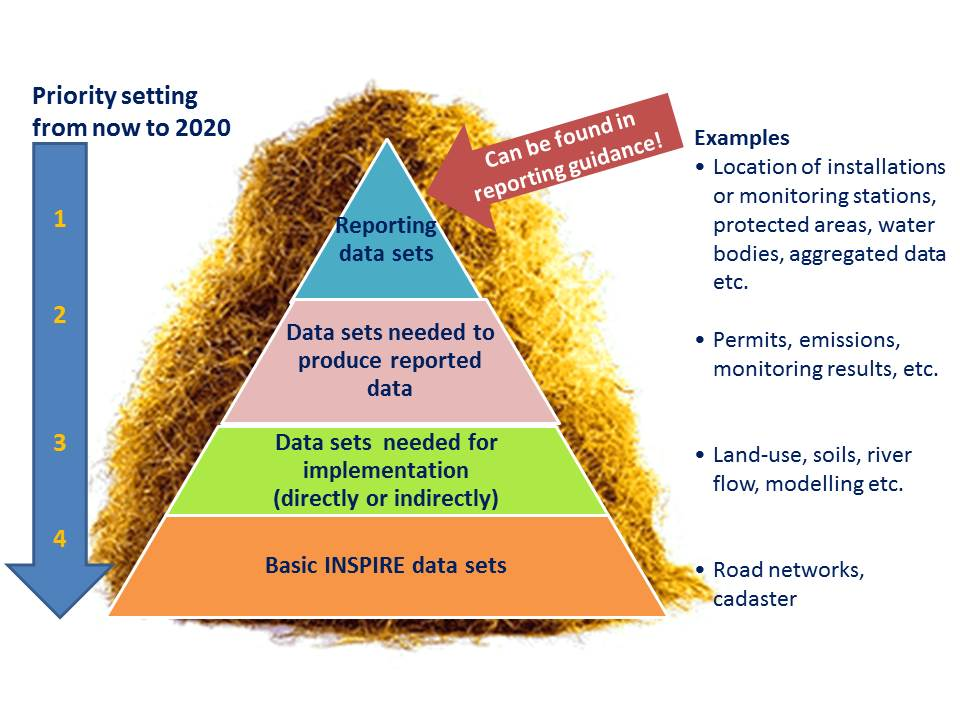 Priority setting
from now to 2020
1
2
3
4
Reporting
data sets
Data sets needed to
produce reported
data
Data sets  needed for
implementation
(directly or indirectly)
Basic INSPIRE data sets
Can be found in
reporting guidance!
Examples
• Location of installations
or monitoring stations,
protected areas, water
bodies, aggregated data
etc.
• Permits, emissions,
monitoring results, etc.
• Land-use, soils, river
flow, modelling etc.
• Road networks,
cadaster